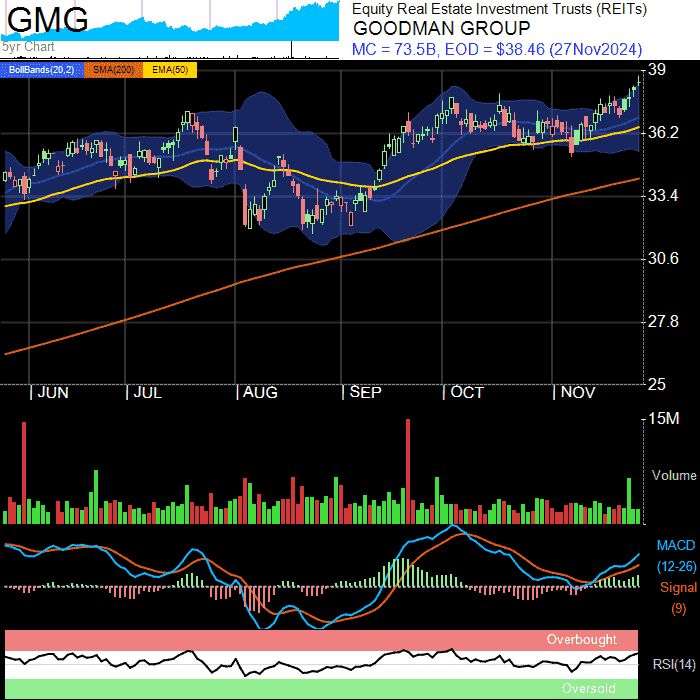 GMG
5yr Chart
Equity Real Estate Investment Trusts (REITs)
GOODMAN GROUP
MC = 73.5B, EOD = $38.46 (27Nov2024)
BollBands(20,2) SMA(200) EMA(50)
39
36.2
33.4
30.6
27.8
25
JUN JUL AUG SEP OCT NOV
15M
Volume
MACD
(12-26)
Signal
(9)
Overbought
RSI(14)
Oversold